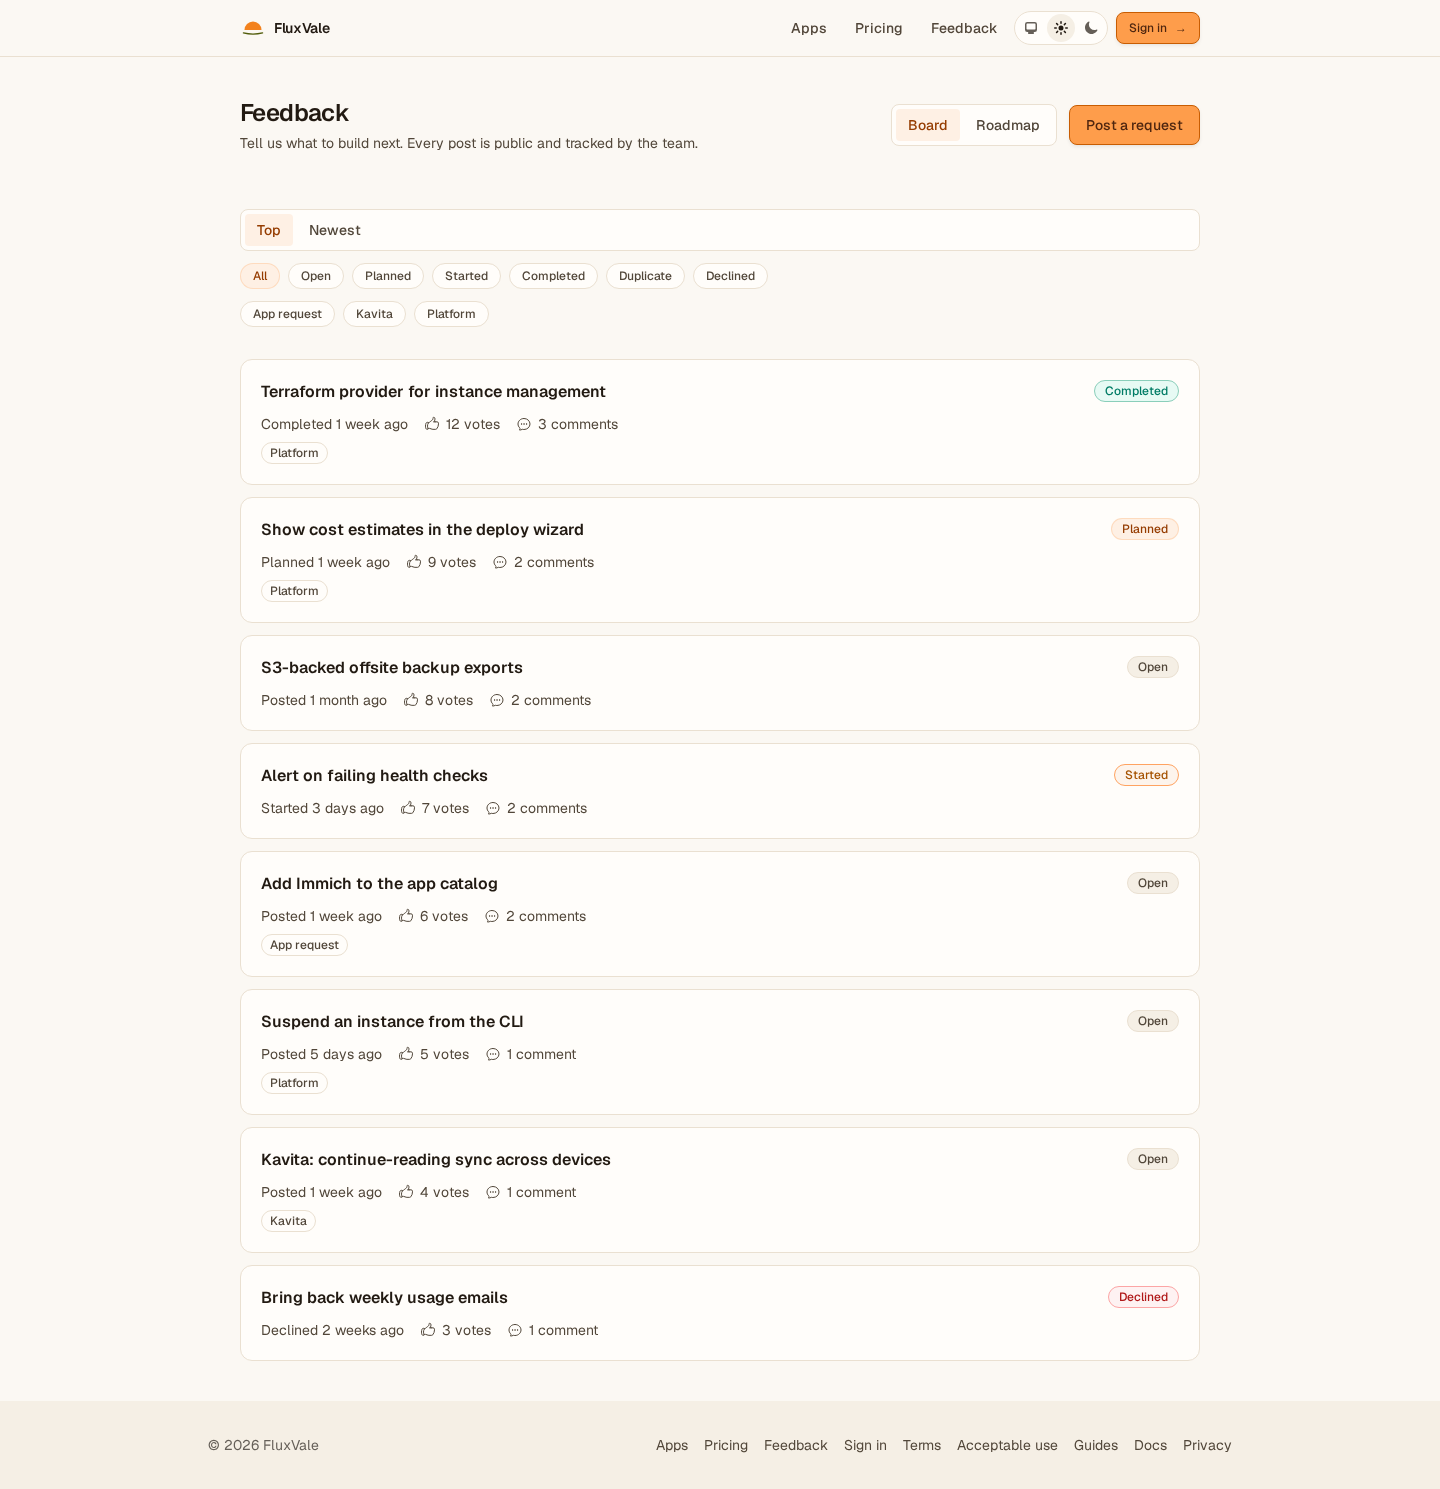 FluxVale
Apps Pricing Feedback Sign in →
Feedback
Tell us what to build next. Every post is public and tracked by the team.
Board Roadmap Post a request
Top Newest
All Open Planned Started Completed Duplicate Declined
App request Kavita Platform
Terraform provider for instance management Completed
Completed 1 week ago 12 votes 3 comments
Platform
Show cost estimates in the deploy wizard Planned
Planned 1 week ago 9 votes 2 comments
Platform
S3-backed offsite backup exports Open
Posted 1 month ago 8 votes 2 comments
Alert on failing health checks Started
Started 3 days ago 7 votes 2 comments
Add Immich to the app catalog Open
Posted 1 week ago 6 votes 2 comments
App request
Suspend an instance from the CLI Open
Posted 5 days ago 5 votes 1 comment
Platform
Kavita: continue-reading sync across devices Open
Posted 1 week ago 4 votes 1 comment
Kavita
Bring back weekly usage emails Declined
Declined 2 weeks ago 3 votes 1 comment
© 2026 FluxVale Apps Pricing Feedback Sign in Terms Acceptable use Guides Docs Privacy